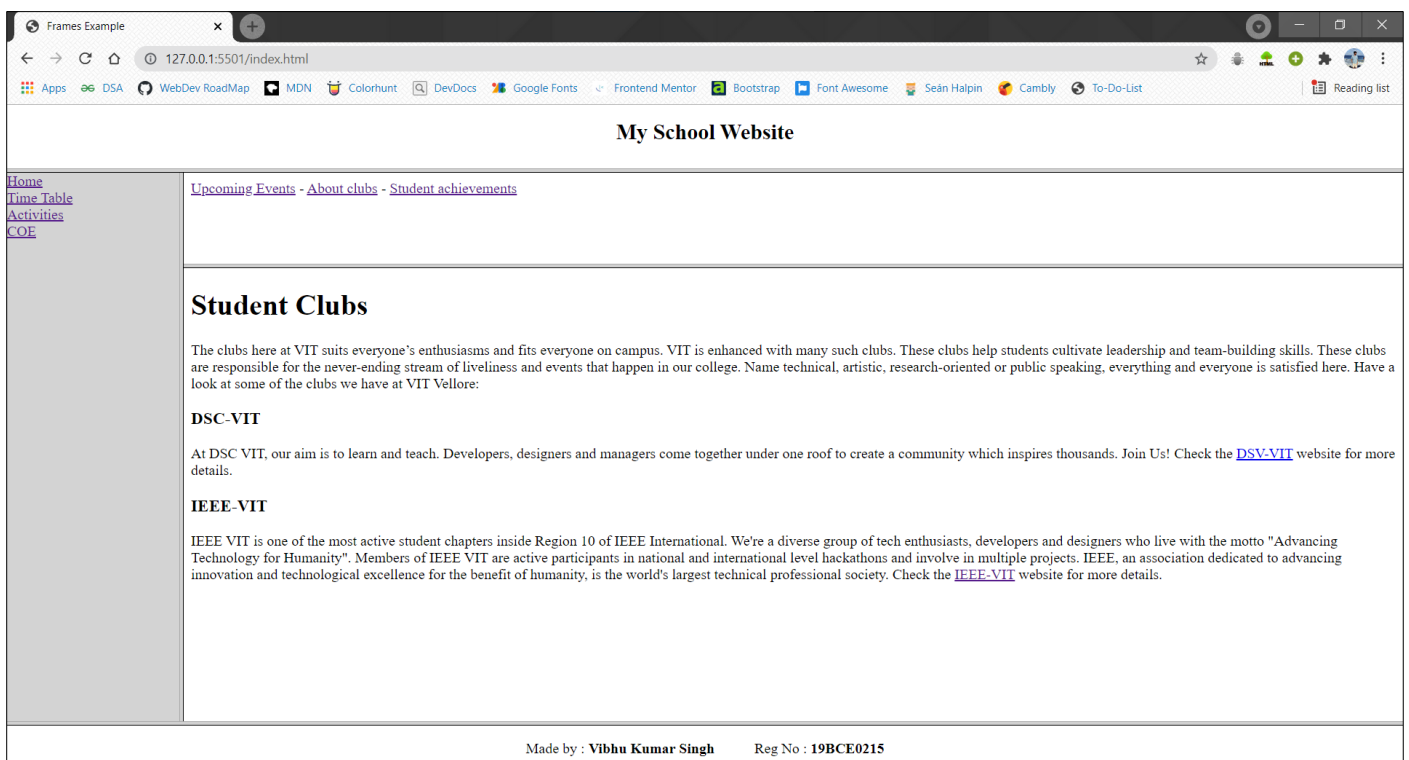 Frames Example
127.0.0.1:5501/index.html
Apps DSA WebDev RoadMap MDN Colorhunt DevDocs Google Fonts Frontend Mentor Bootstrap Font Awesome Seán Halpin Cambly To-Do-List Reading list
My School Website
Home
Time Table
Activities
COE
Upcoming Events - About clubs - Student achievements
Student Clubs
The clubs here at VIT suits everyone’s enthusiasms and fits everyone on campus. VIT is enhanced with many such clubs. These clubs help students cultivate leadership and team-building skills. These clubs
are responsible for the never-ending stream of liveliness and events that happen in our college. Name technical, artistic, research-oriented or public speaking, everything and everyone is satisfied here. Have a
look at some of the clubs we have at VIT Vellore:
DSC-VIT
At DSC VIT, our aim is to learn and teach. Developers, designers and managers come together under one roof to create a community which inspires thousands. Join Us! Check the DSV-VIT website for more
details.
IEEE-VIT
IEEE VIT is one of the most active student chapters inside Region 10 of IEEE International. We're a diverse group of tech enthusiasts, developers and designers who live with the motto "Advancing
Technology for Humanity". Members of IEEE VIT are active participants in national and international level hackathons and involve in multiple projects. IEEE, an association dedicated to advancing
innovation and technological excellence for the benefit of humanity, is the world's largest technical professional society. Check the IEEE-VIT website for more details.
Made by : Vibhu Kumar Singh Reg No : 19BCE0215